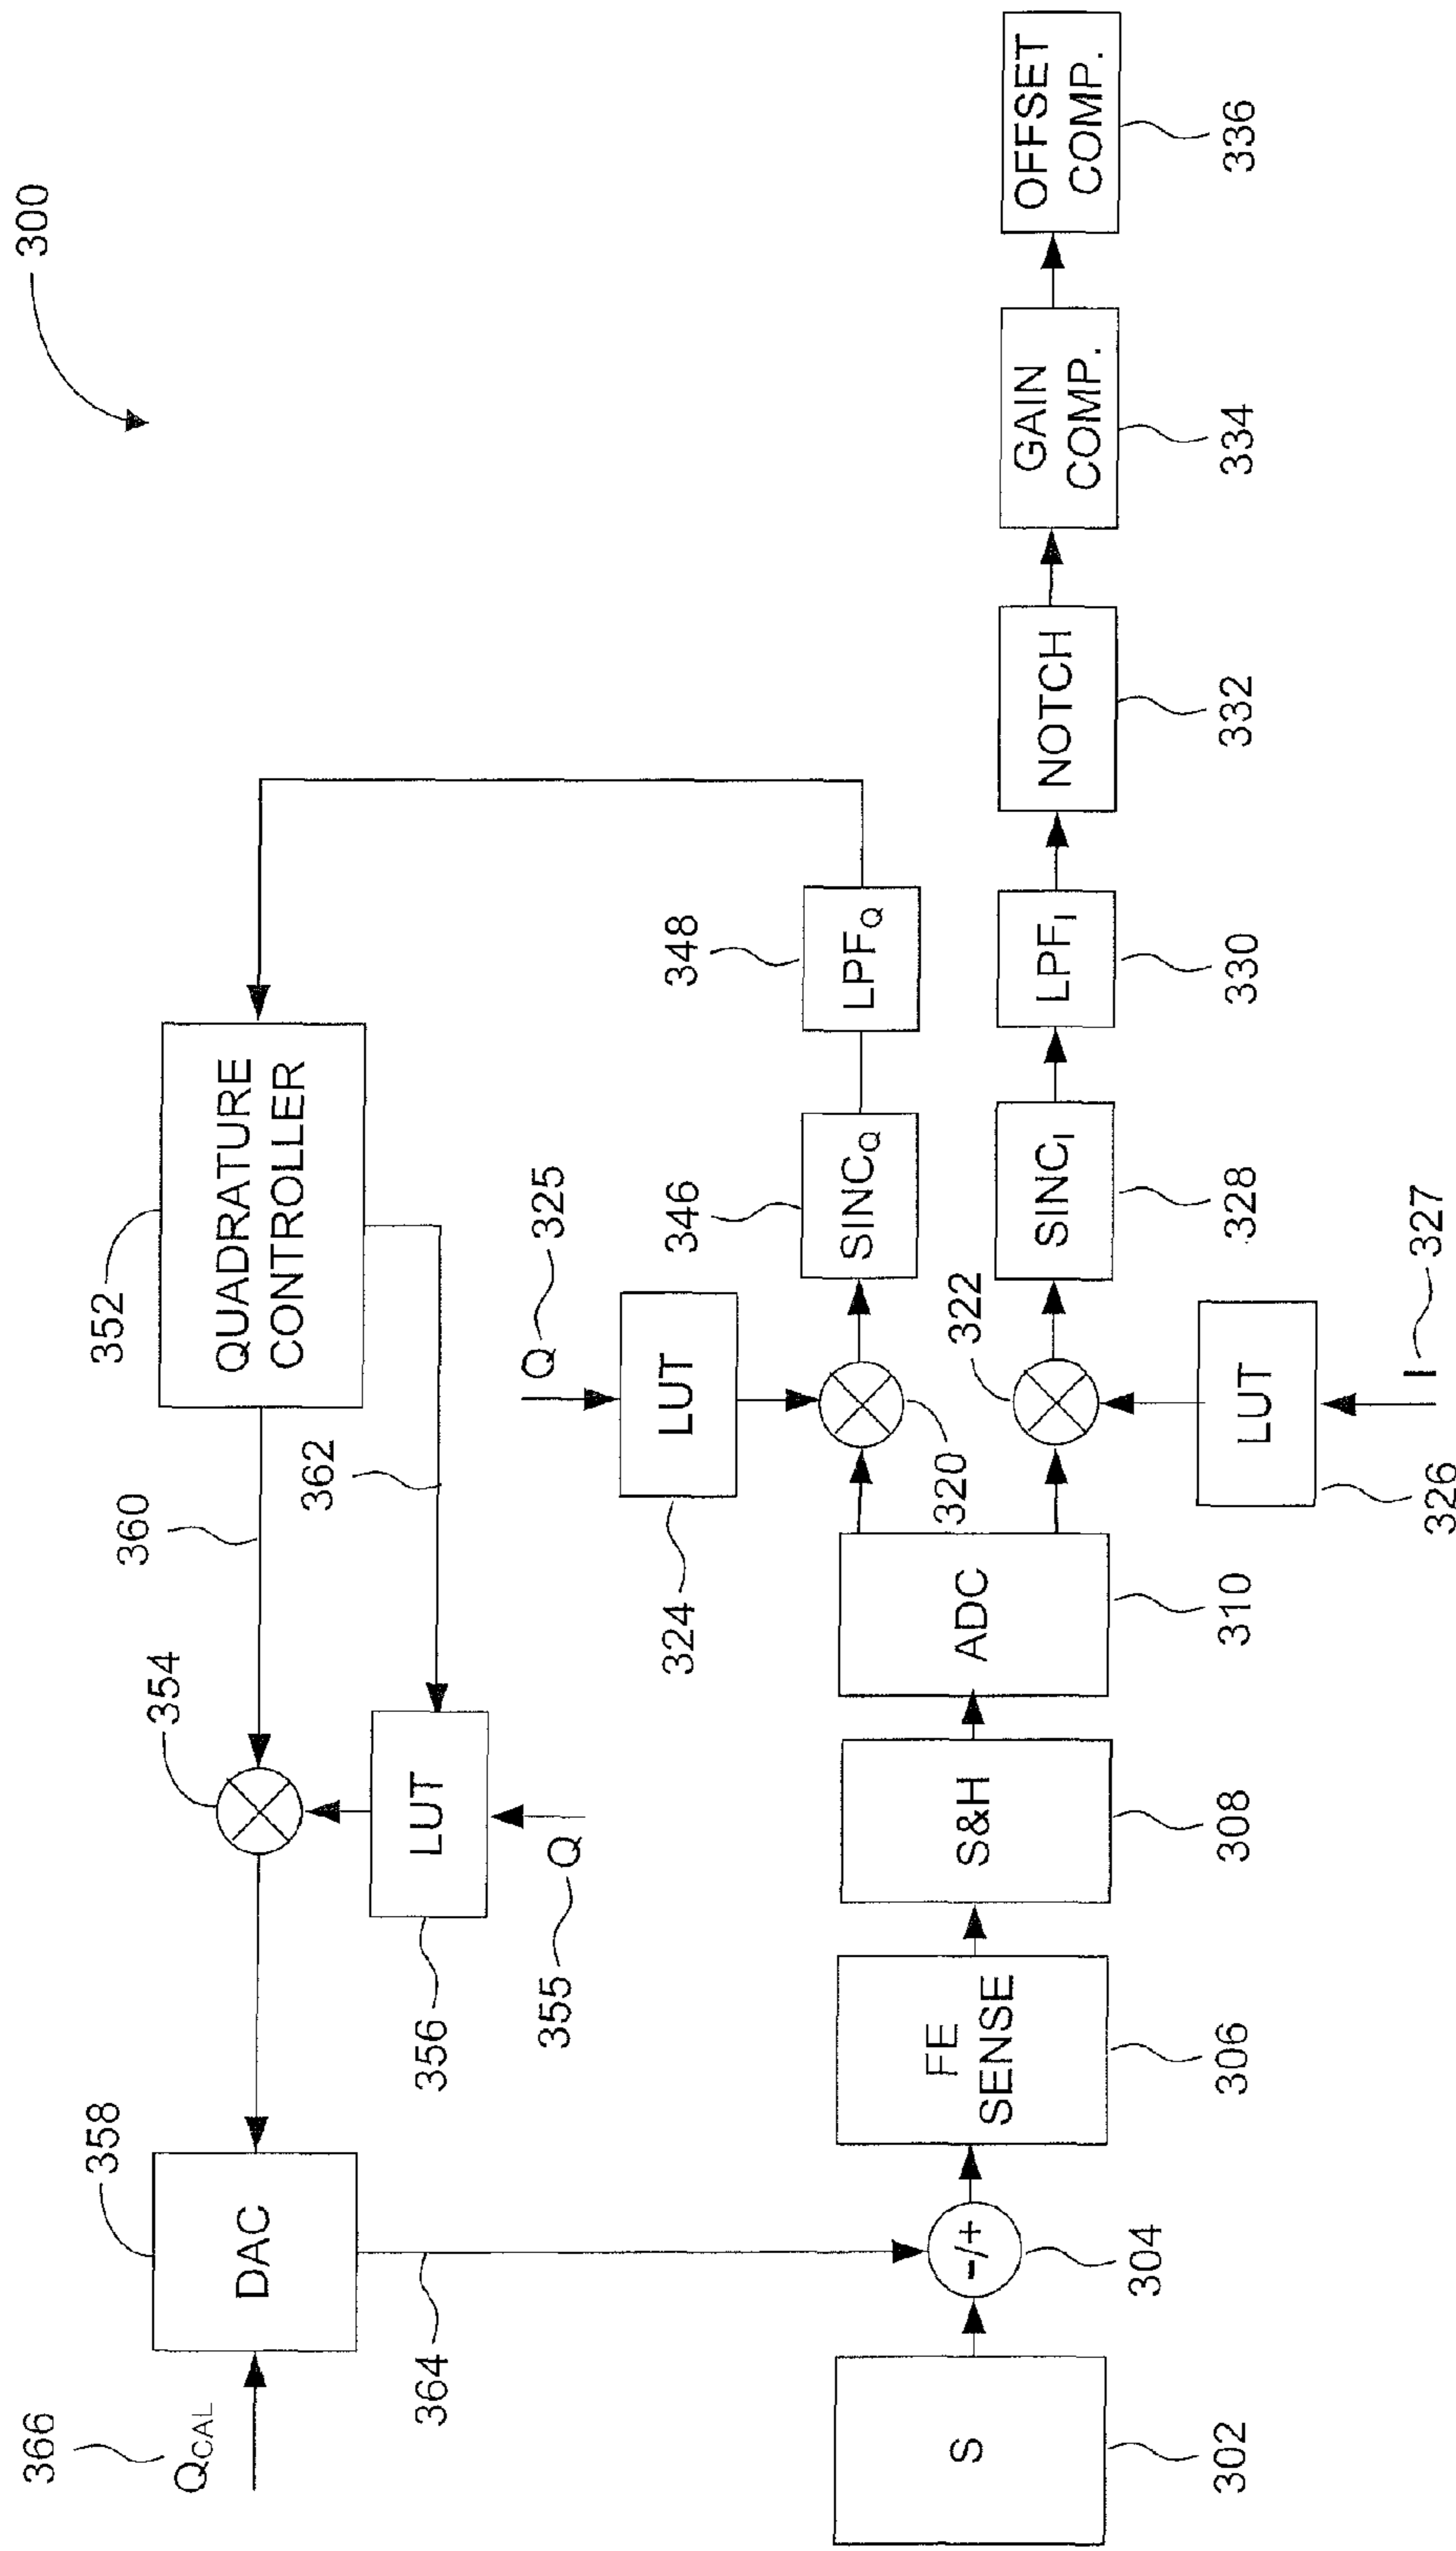 300
366
QCAL
358
DAC
364
354
360
352
QUADRATURE
CONTROLLER
362
LUT
356
Q
355
Q
325
LUT
324
346
SINCQ
348
LPFQ
320
322
S
302
-/+
304
FE
SENSE
306
S&H
308
ADC
310
SINCI
328
LPFI
330
NOTCH
332
GAIN
COMP.
334
OFFSET
COMP.
336
LUT
326
I
327